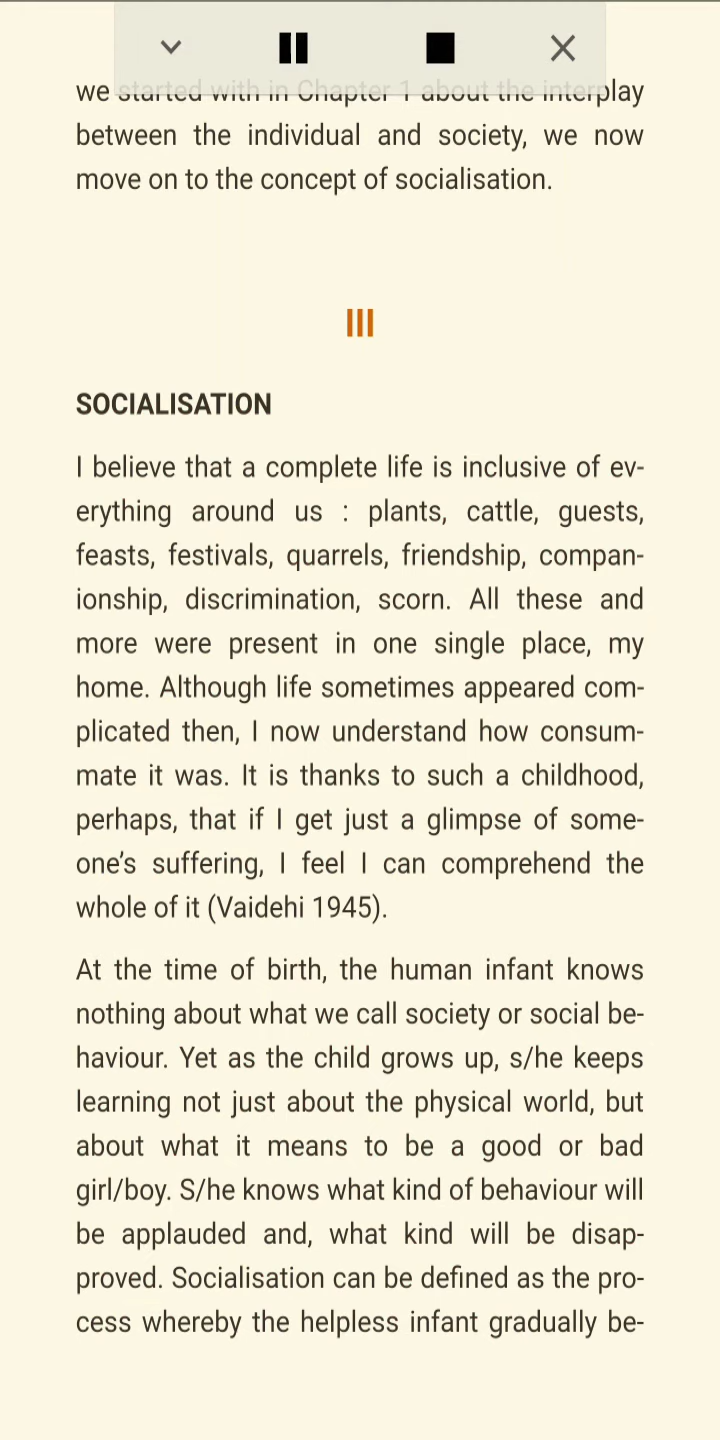 we started with in Chapter 1 about the interplay
between the individual and society, we now
move on to the concept of socialisation.
III
SOCIALISATION
I believe that a complete life is inclusive of ev-
erything around us : plants, cattle, guests,
feasts, festivals, quarrels, friendship, compan-
ionship, discrimination, scorn. All these and
more were present in one single place, my
home. Although life sometimes appeared com-
plicated then, I now understand how consum-
mate it was. It is thanks to such a childhood,
perhaps, that if I get just a glimpse of some-
one's suffering, I feel I can comprehend the
whole of it (Vaidehi 1945).
At the time of birth, the human infant knows
nothing about what we call society or social be-
haviour. Yet as the child grows up, s/he keeps
learning not just about the physical world, but
about what it means to be a good or bad
girl/boy. S/he knows what kind of behaviour will
be applauded and, what kind will be disap-
proved. Socialisation can be defined as the pro-
cess whereby the helpless infant gradually be-